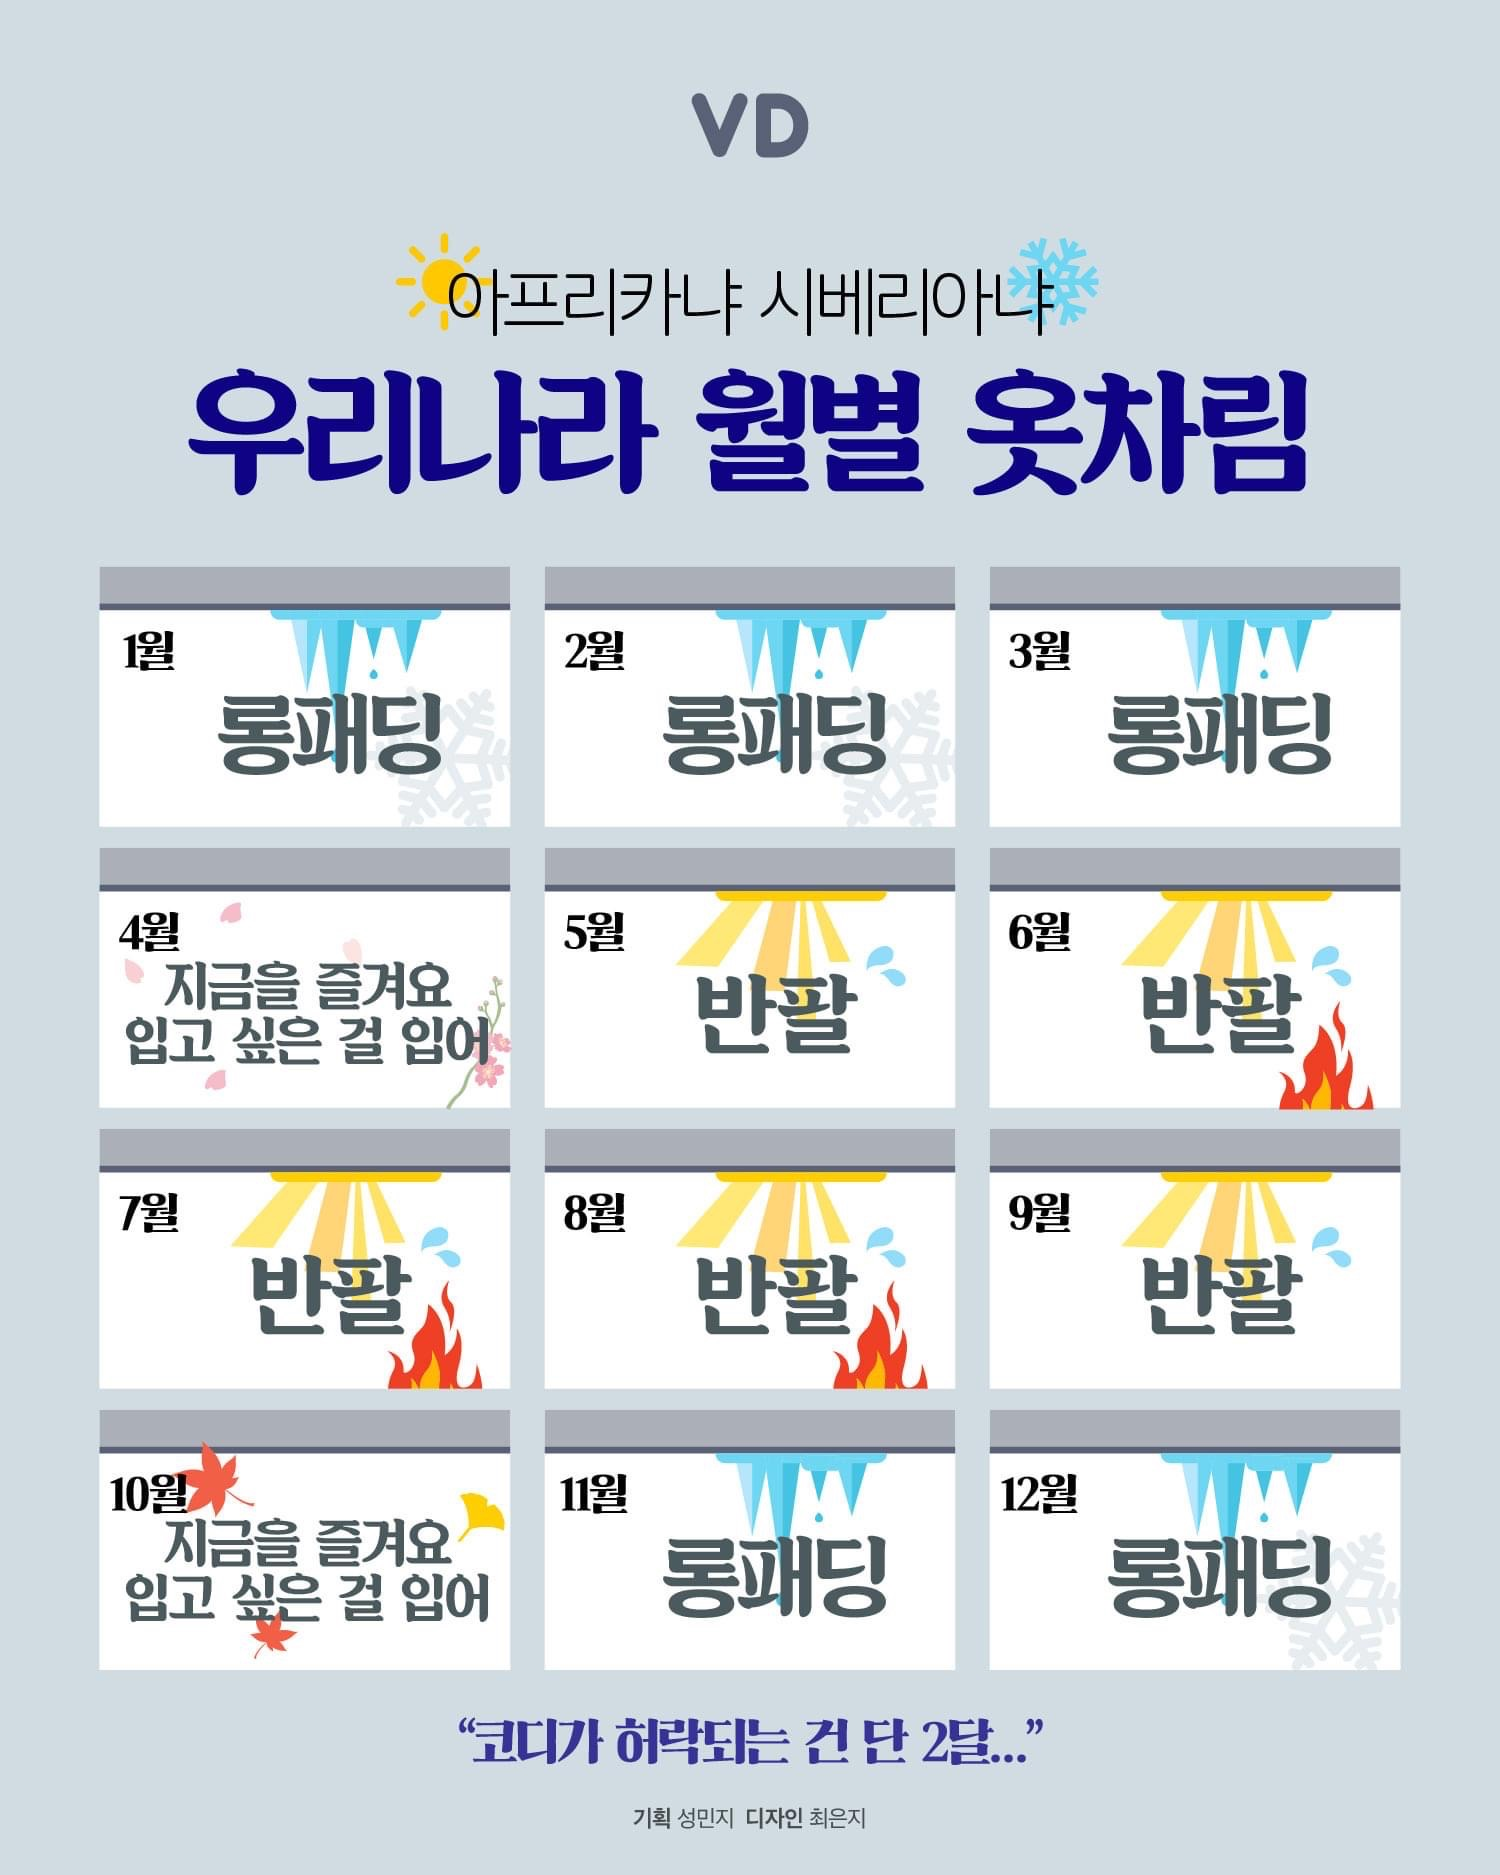 VD
아프리카냐 시베리아냐
우리나라 월별 옷차림
1월
롱패딩
2월
롱패딩
3월
롱패딩
4월
지금을 즐겨요
입고 싶은 걸 입어
5월
반팔
6월
반팔
7월
반팔
8월
반팔
9월
반팔
10월
지금을 즐겨요
입고 싶은 걸 입어
11월
롱패딩
12월
롱패딩
“코디가 허락되는 건 단 2달...”
기획 성민지 디자인 최은지